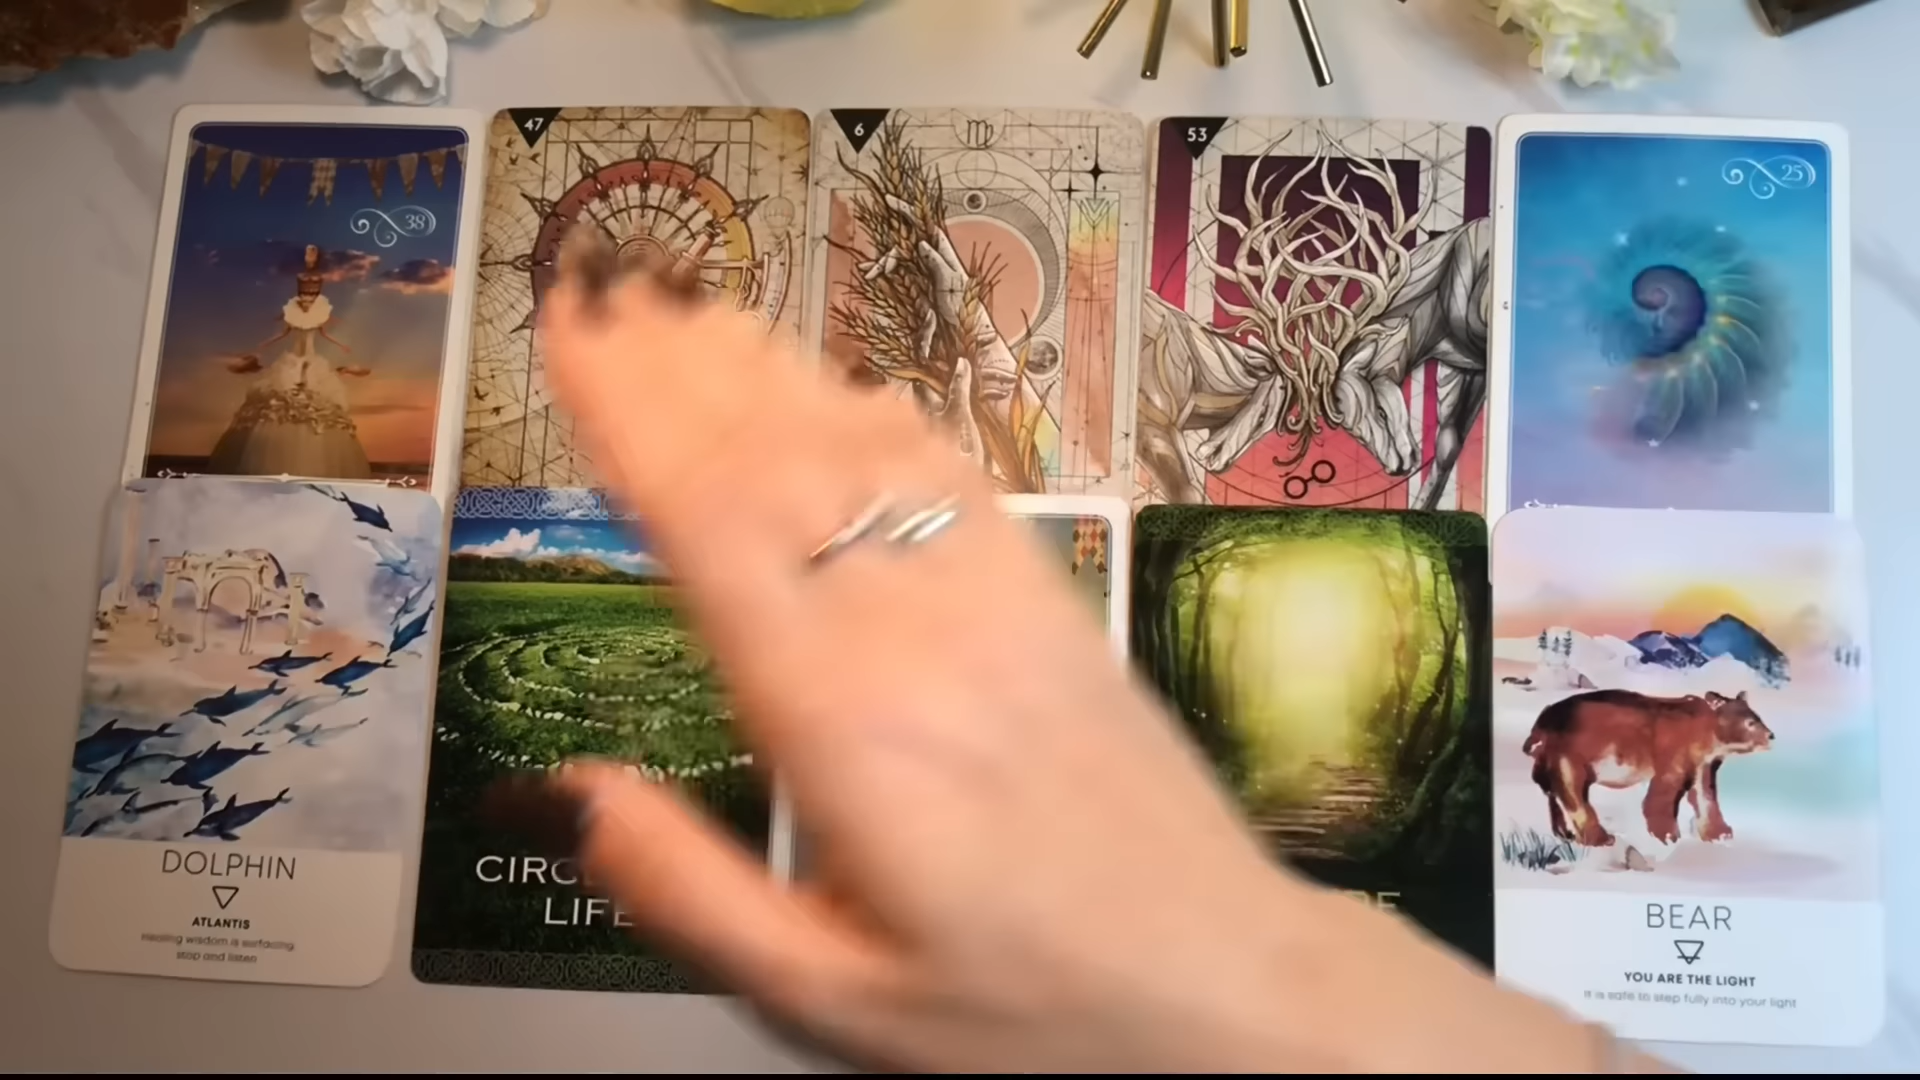 38
47
6
53
25
DOLPHIN
ATLANTIS
Healing wisdom is surfacing
stop and listen
CIRC
LIFE
BEAR
YOU ARE THE LIGHT
It is safe to step fully into your light